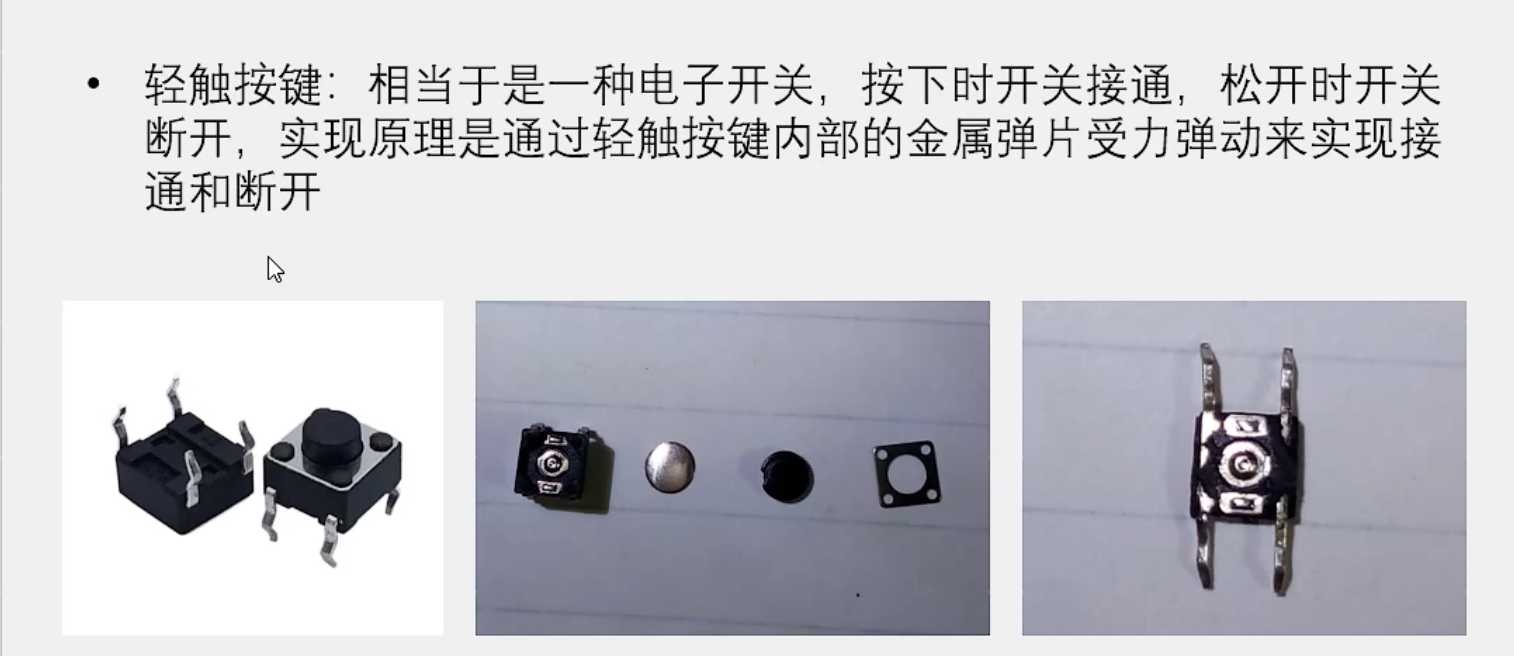 • 轻触按键：相当于是一种电子开关，按下时开关接通，松开时开关
断开，实现原理是通过轻触按键内部的金属弹片受力弹动来实现接
通和断开